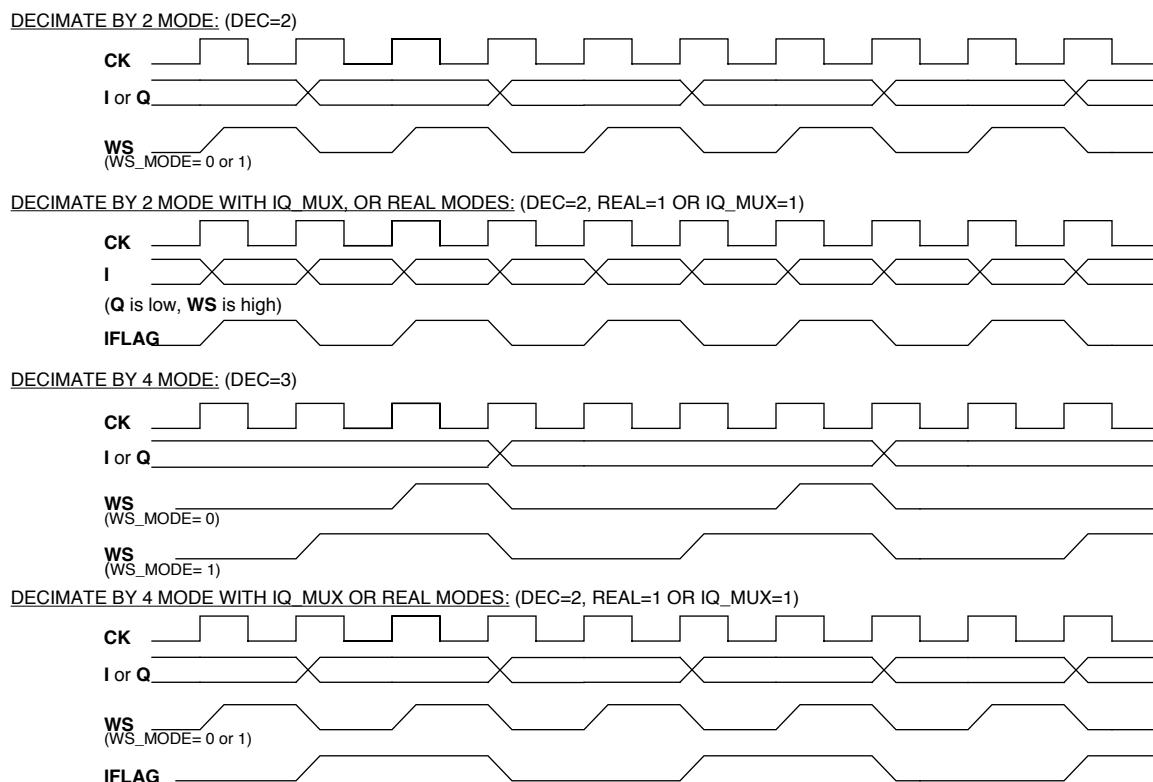 DECIMATE BY 2 MODE: (DEC=2)
CK
I or Q
WS
(WS_MODE= 0 or 1)
DECIMATE BY 2 MODE WITH IQ_MUX, OR REAL MODES: (DEC=2, REAL=1 OR IQ_MUX=1)
CK
I
(Q is low, WS is high)
IFLAG
DECIMATE BY 4 MODE: (DEC=3)
CK
I or Q
WS
(WS_MODE= 0)
WS
(WS_MODE= 1)
DECIMATE BY 4 MODE WITH IQ_MUX OR REAL MODES: (DEC=2, REAL=1 OR IQ_MUX=1)
CK
I or Q
WS
(WS_MODE= 0 or 1)
IFLAG